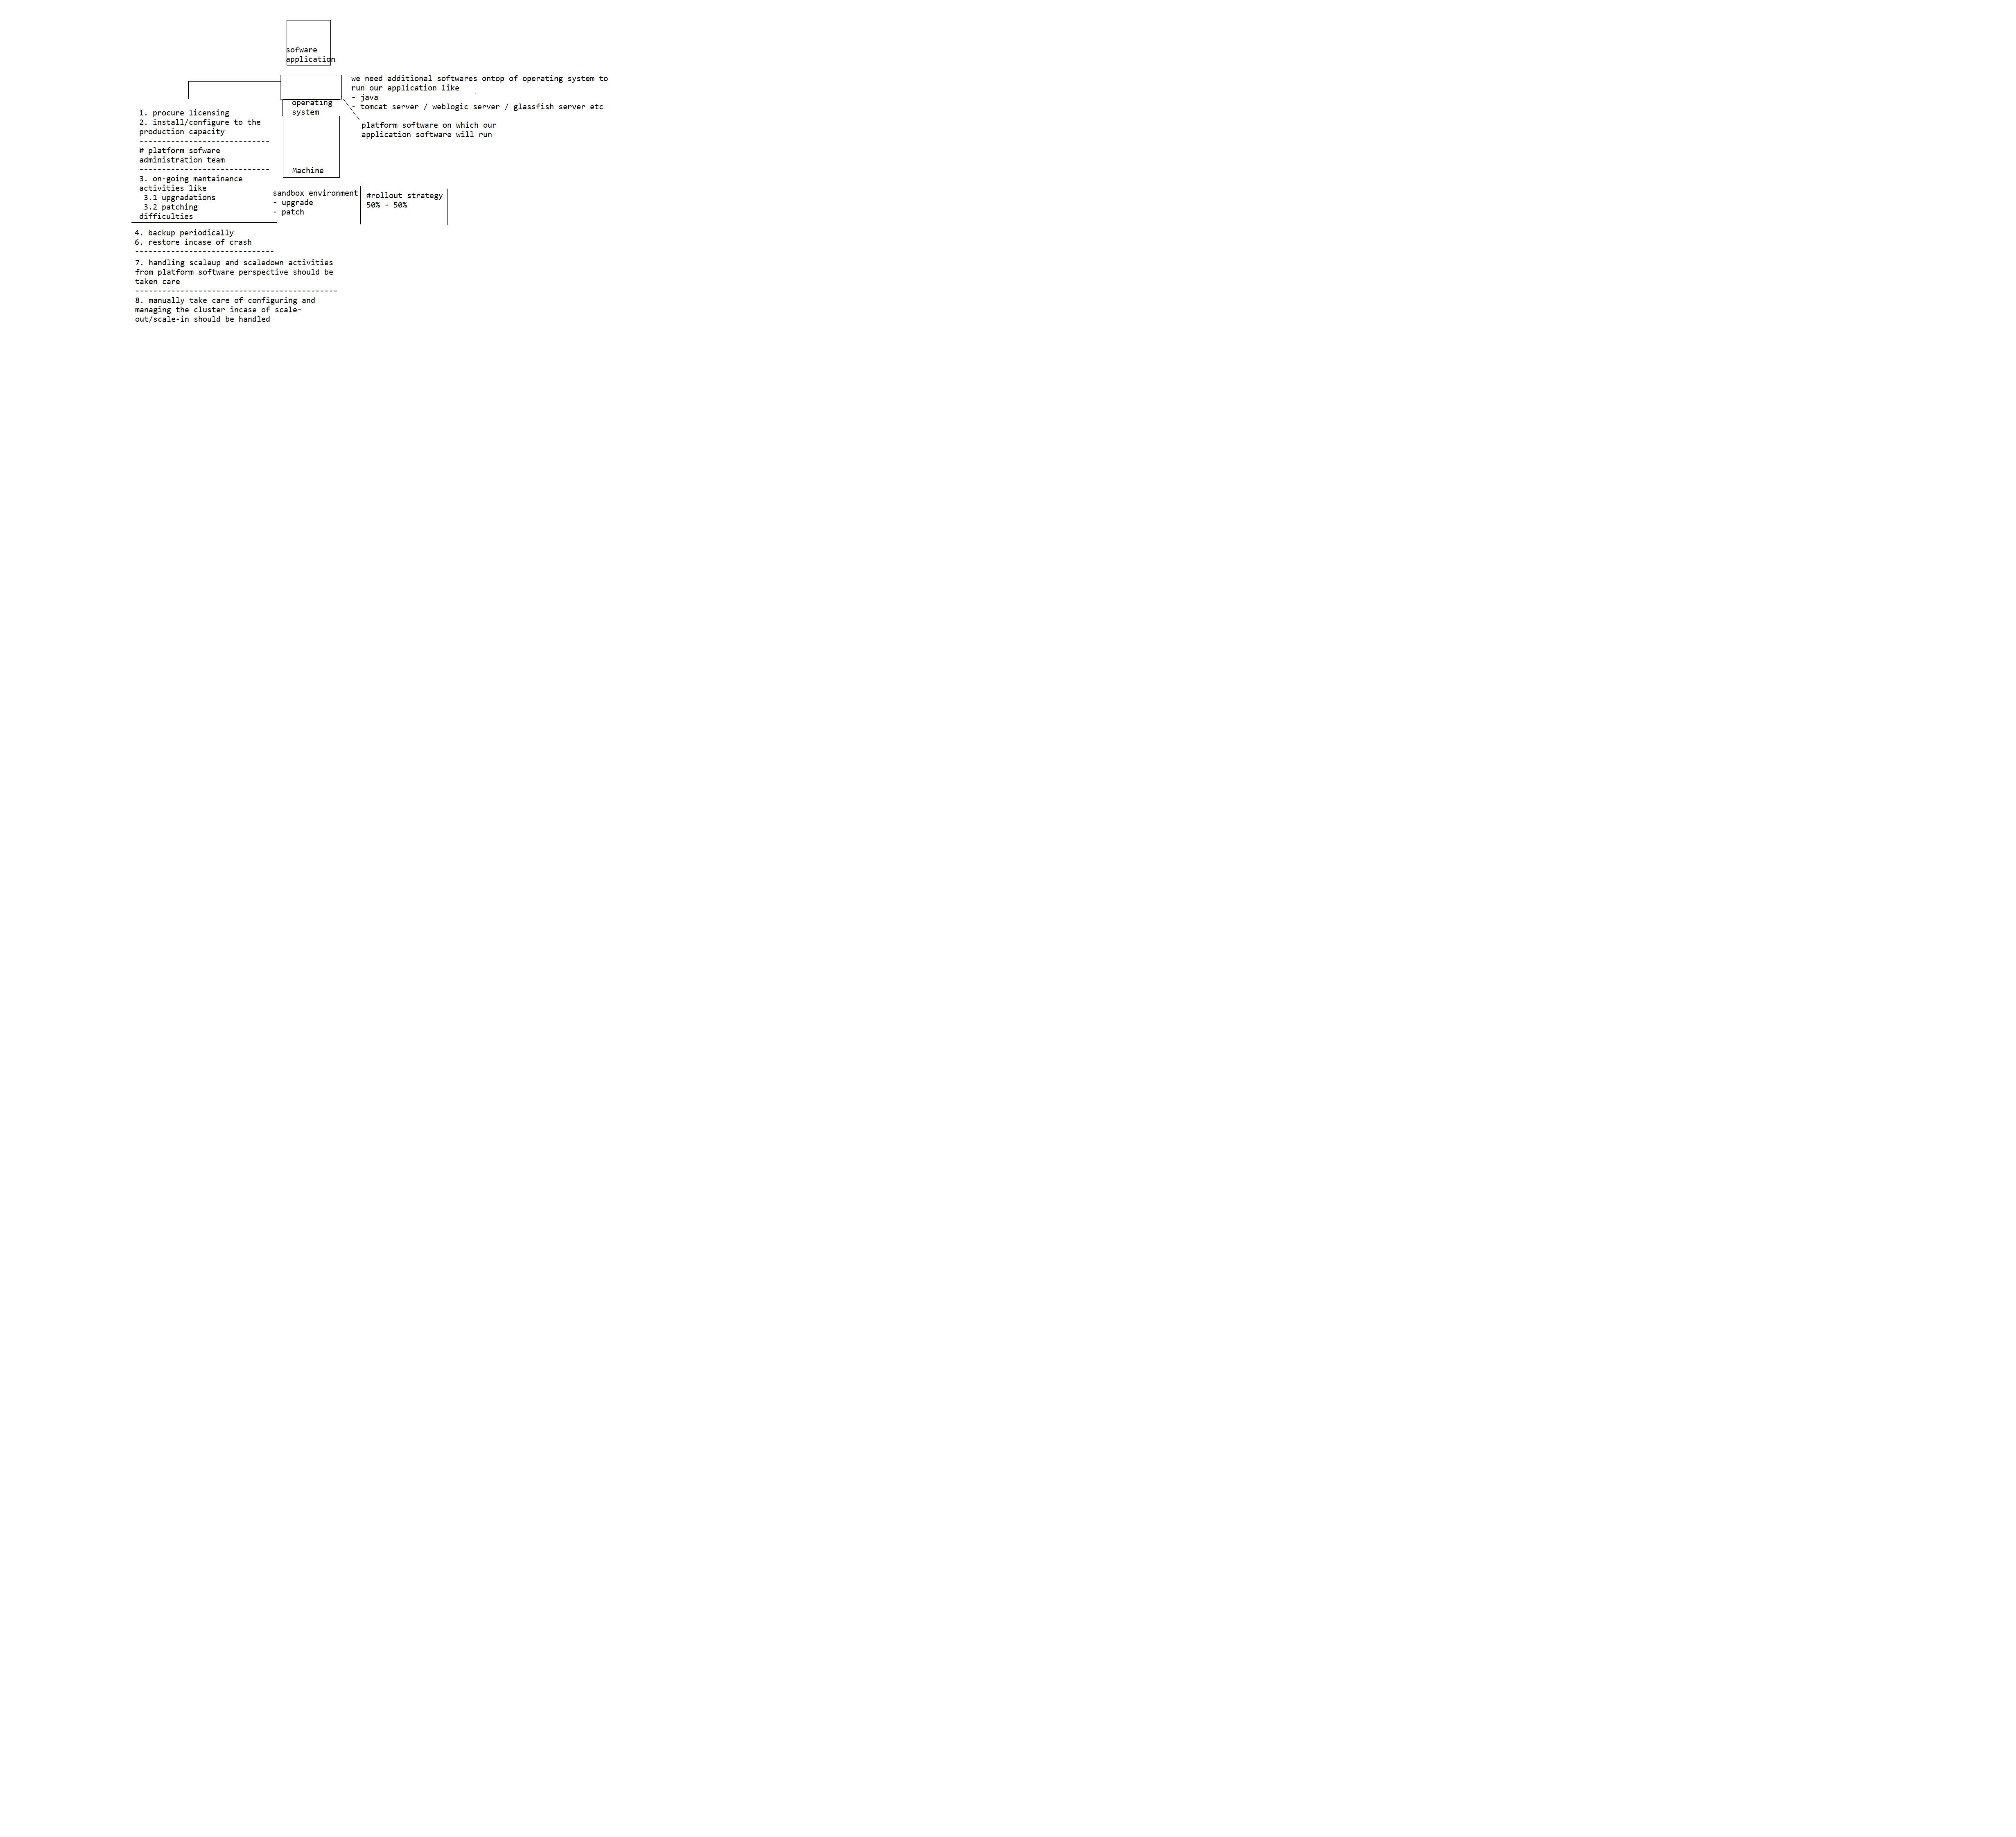 sofware
application
we need additional softwares ontop of operating system to
run our application like
- java
- tomcat server / weblogic server / glassfish server etc
operating
system
platform software on which our
application software will run
Machine
1. procure licensing
2. install/configure to the
production capacity
-----------------------------
# platform sofware
administration team
-----------------------------
3. on-going mantainance
activities like
3.1 upgradations
3.2 patching
difficulties
sandbox environment
- upgrade
- patch
#rollout strategy
50% - 50%
4. backup periodically
6. restore incase of crash
-------------------------------
7. handling scaleup and scaledown activities
from platform software perspective should be
taken care
---------------------------------------------
8. manually take care of configuring and
managing the cluster incase of scale-
out/scale-in should be handled